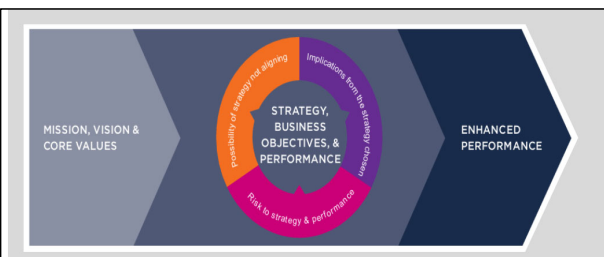 MISSION, VISION &
CORE VALUES
Possibility of strategy not aligning
Implications from the strategy chosen
STRATEGY,
BUSINESS
OBJECTIVES, &
PERFORMANCE
Risk to strategy & performance
ENHANCED
PERFORMANCE